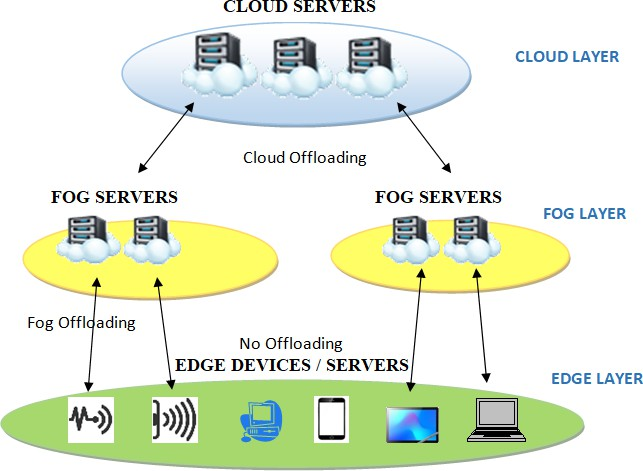 CLOUD SERVERS
CLOUD LAYER
Cloud Offloading
FOG SERVERS
FOG SERVERS
FOG LAYER
Fog Offloading
No Offloading
EDGE DEVICES / SERVERS
EDGE LAYER